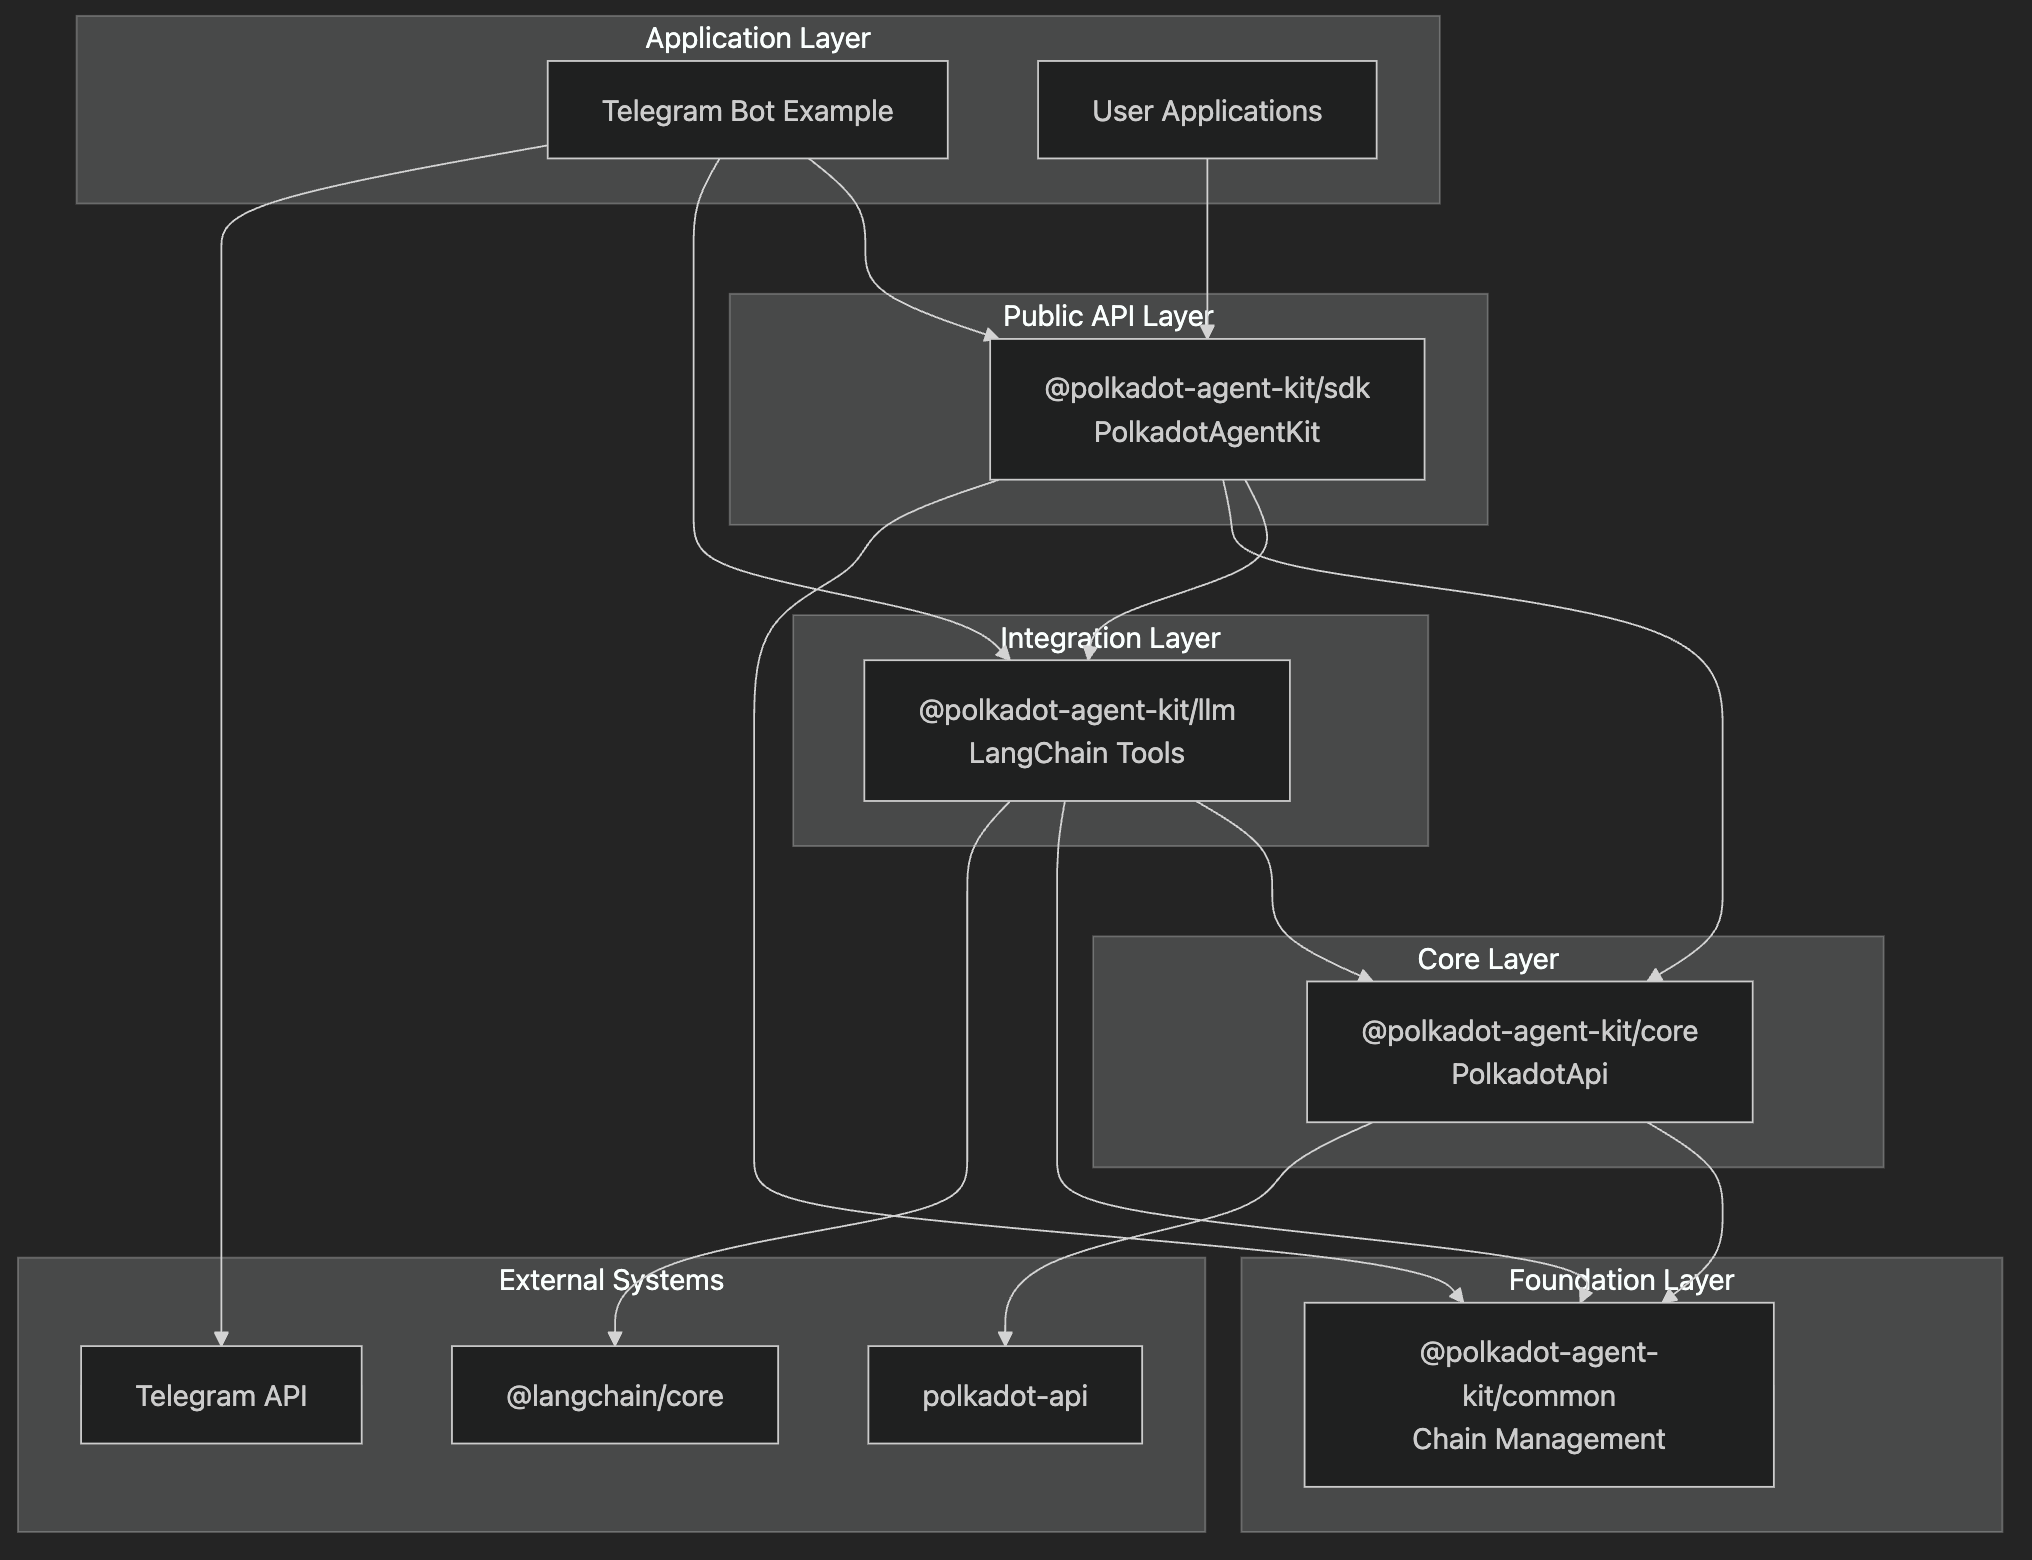 Application Layer
Telegram Bot Example
User Applications
Public API Layer
@polkadot-agent-kit/sdk
PolkadotAgentKit
Integration Layer
@polkadot-agent-kit/llm
LangChain Tools
Core Layer
@polkadot-agent-kit/core
PolkadotApi
External Systems
Telegram API
@langchain/core
polkadot-api
Foundation Layer
@polkadot-agent-
kit/common
Chain Management